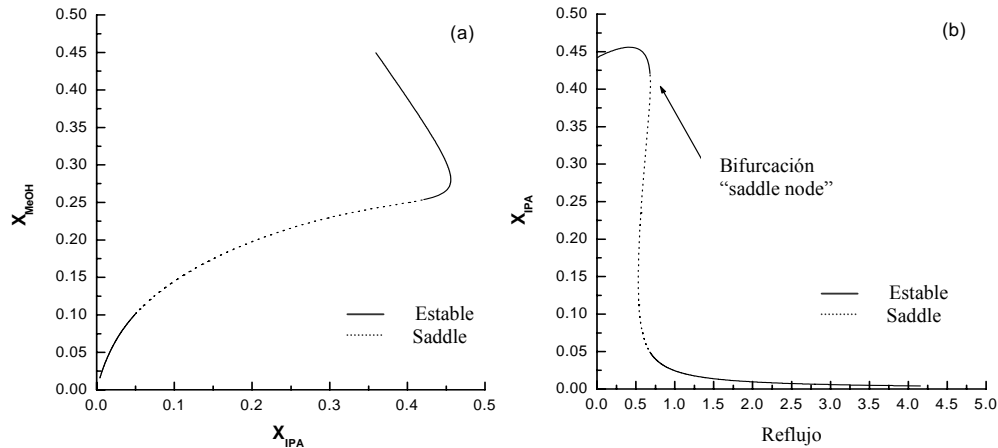 (a)
0.50
0.45
0.40
0.35
0.30
0.25
0.20
0.15
0.10
0.05
0.00
X_MeOH
Estable
Saddle
0.0 0.1 0.2 0.3 0.4 0.5
X_IPA
(b)
0.50
0.45
0.40
0.35
0.30
0.25
0.20
0.15
0.10
0.05
0.00
X_IPA
Bifurcación
“saddle node”
Estable
Saddle
0.0 0.5 1.0 1.5 2.0 2.5 3.0 3.5 4.0 4.5 5.0
Reflujo